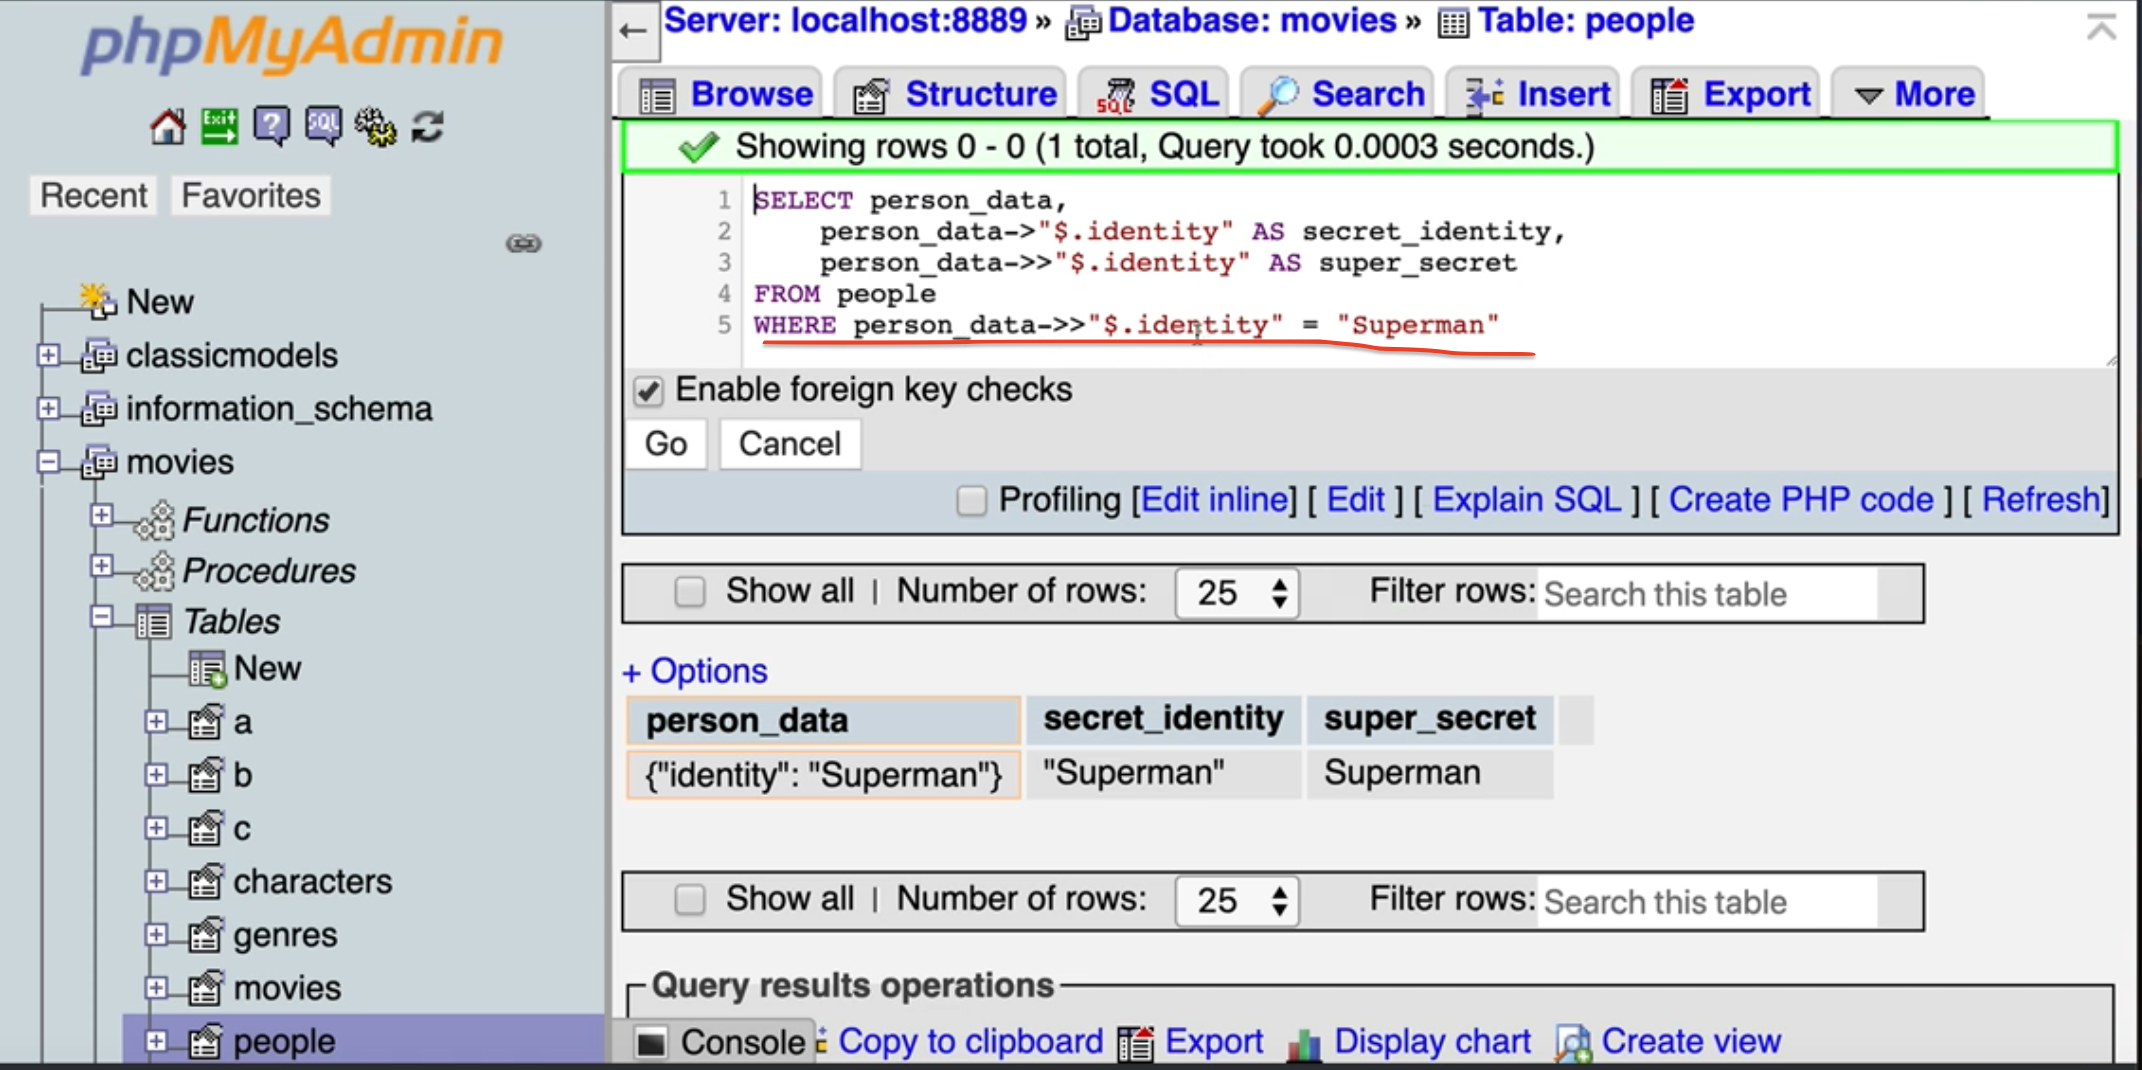 phpMyAdmin
Exit
?
SQL
Recent Favorites
New
classicmodels
information_schema
movies
Functions
Procedures
Tables
New
a
b
c
characters
genres
movies
people
Server: localhost:8889 » Database: movies » Table: people
Browse Structure SQL SQL Search Insert Export More
Showing rows 0 - 0 (1 total, Query took 0.0003 seconds.)
1 SELECT person_data,
2 person_data->"$.identity" AS secret_identity,
3 person_data->>"$.identity" AS super_secret
4 FROM people
5 WHERE person_data->>"$.identity" = "Superman"
Enable foreign key checks
Go Cancel
Profiling [Edit inline] [ Edit ] [ Explain SQL ] [ Create PHP code ] [ Refresh]
Show all | Number of rows: 25 Filter rows: Search this table
+ Options
person_data secret_identity super_secret
{"identity": "Superman"} "Superman" Superman
Show all | Number of rows: 25 Filter rows: Search this table
Query results operations
Console Copy to clipboard Export Display chart Create view